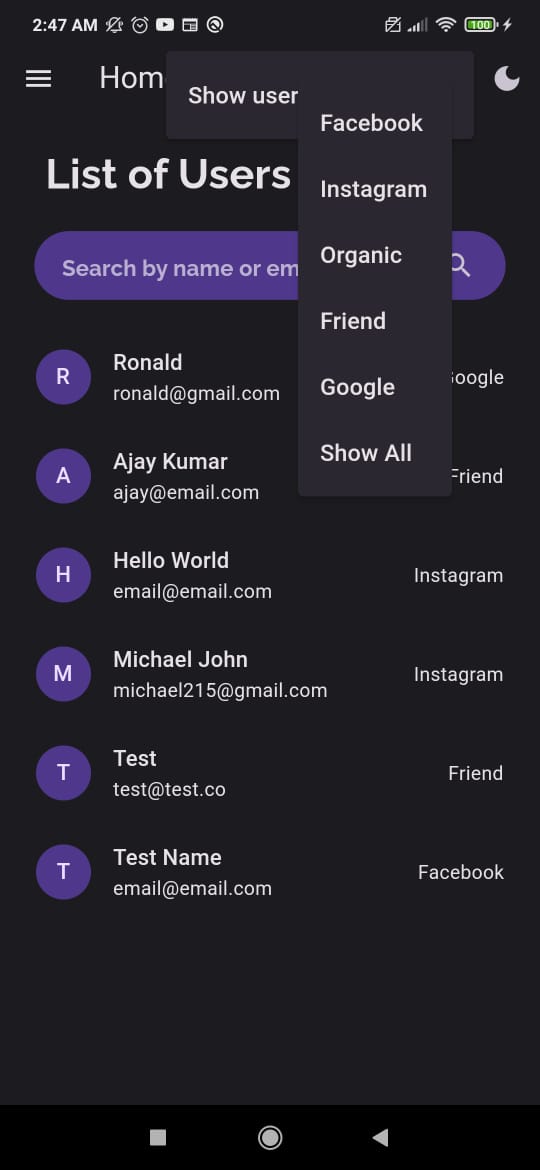 2:47 AM
100
Hom
Show user
Facebook
Instagram
Organic
Friend
Google
Show All
List of Users
Search by name or em
R
Ronald
ronald@gmail.com
oogle
A
Ajay Kumar
ajay@email.com
Friend
H
Hello World
email@email.com
Instagram
M
Michael John
michael215@gmail.com
Instagram
T
Test
test@test.co
Friend
T
Test Name
email@email.com
Facebook